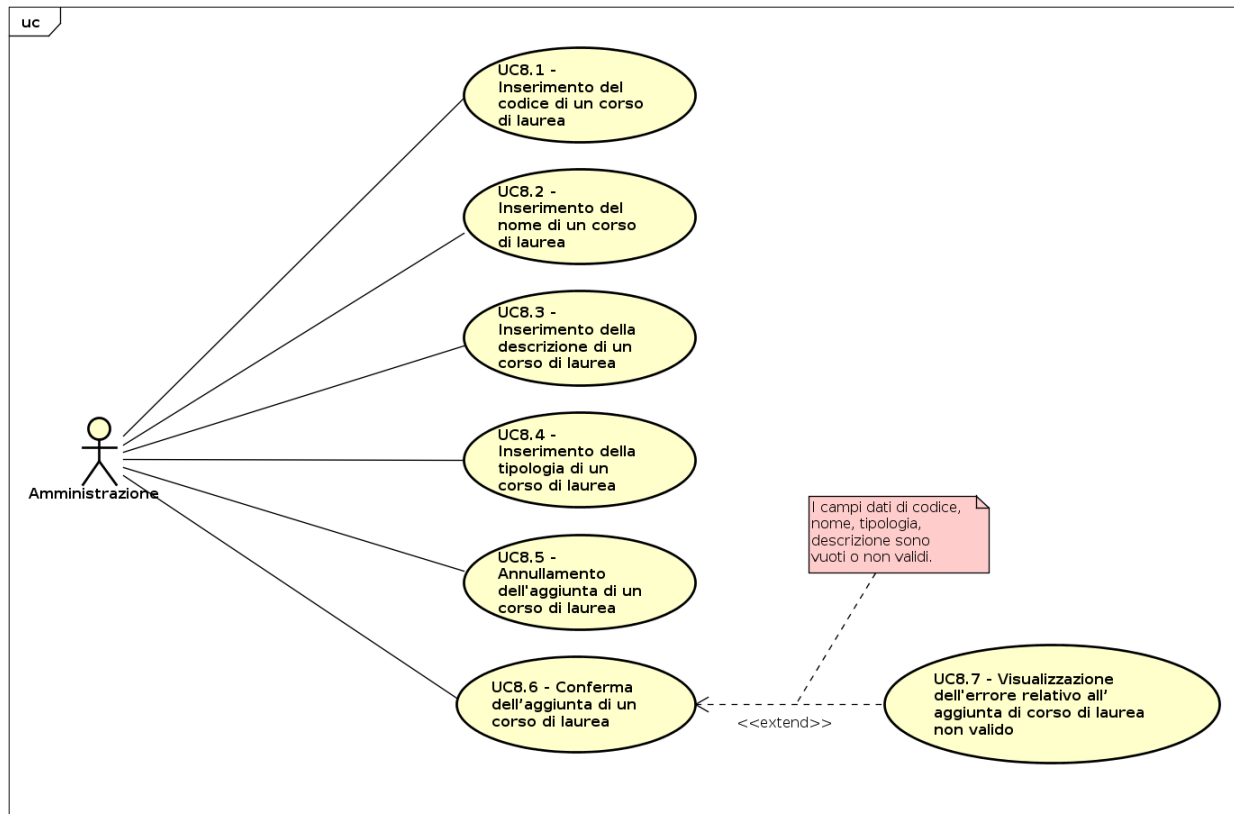 uc
UC8.1 -
Inserimento del
codice di un corso
di laurea
UC8.2 -
Inserimento del
nome di un corso
di laurea
UC8.3 -
Inserimento della
descrizione di un
corso di laurea
UC8.4 -
Inserimento della
tipologia di un
corso di laurea
Amministrazione
I campi dati di codice,
nome, tipologia,
descrizione sono
vuoti o non validi.
UC8.5 -
Annullamento
dell'aggiunta di un
corso di laurea
UC8.6 - Conferma
dell'aggiunta di un
corso di laurea
<<extend>>
UC8.7 - Visualizzazione
dell'errore relativo all'
aggiunta di corso di laurea
non valido